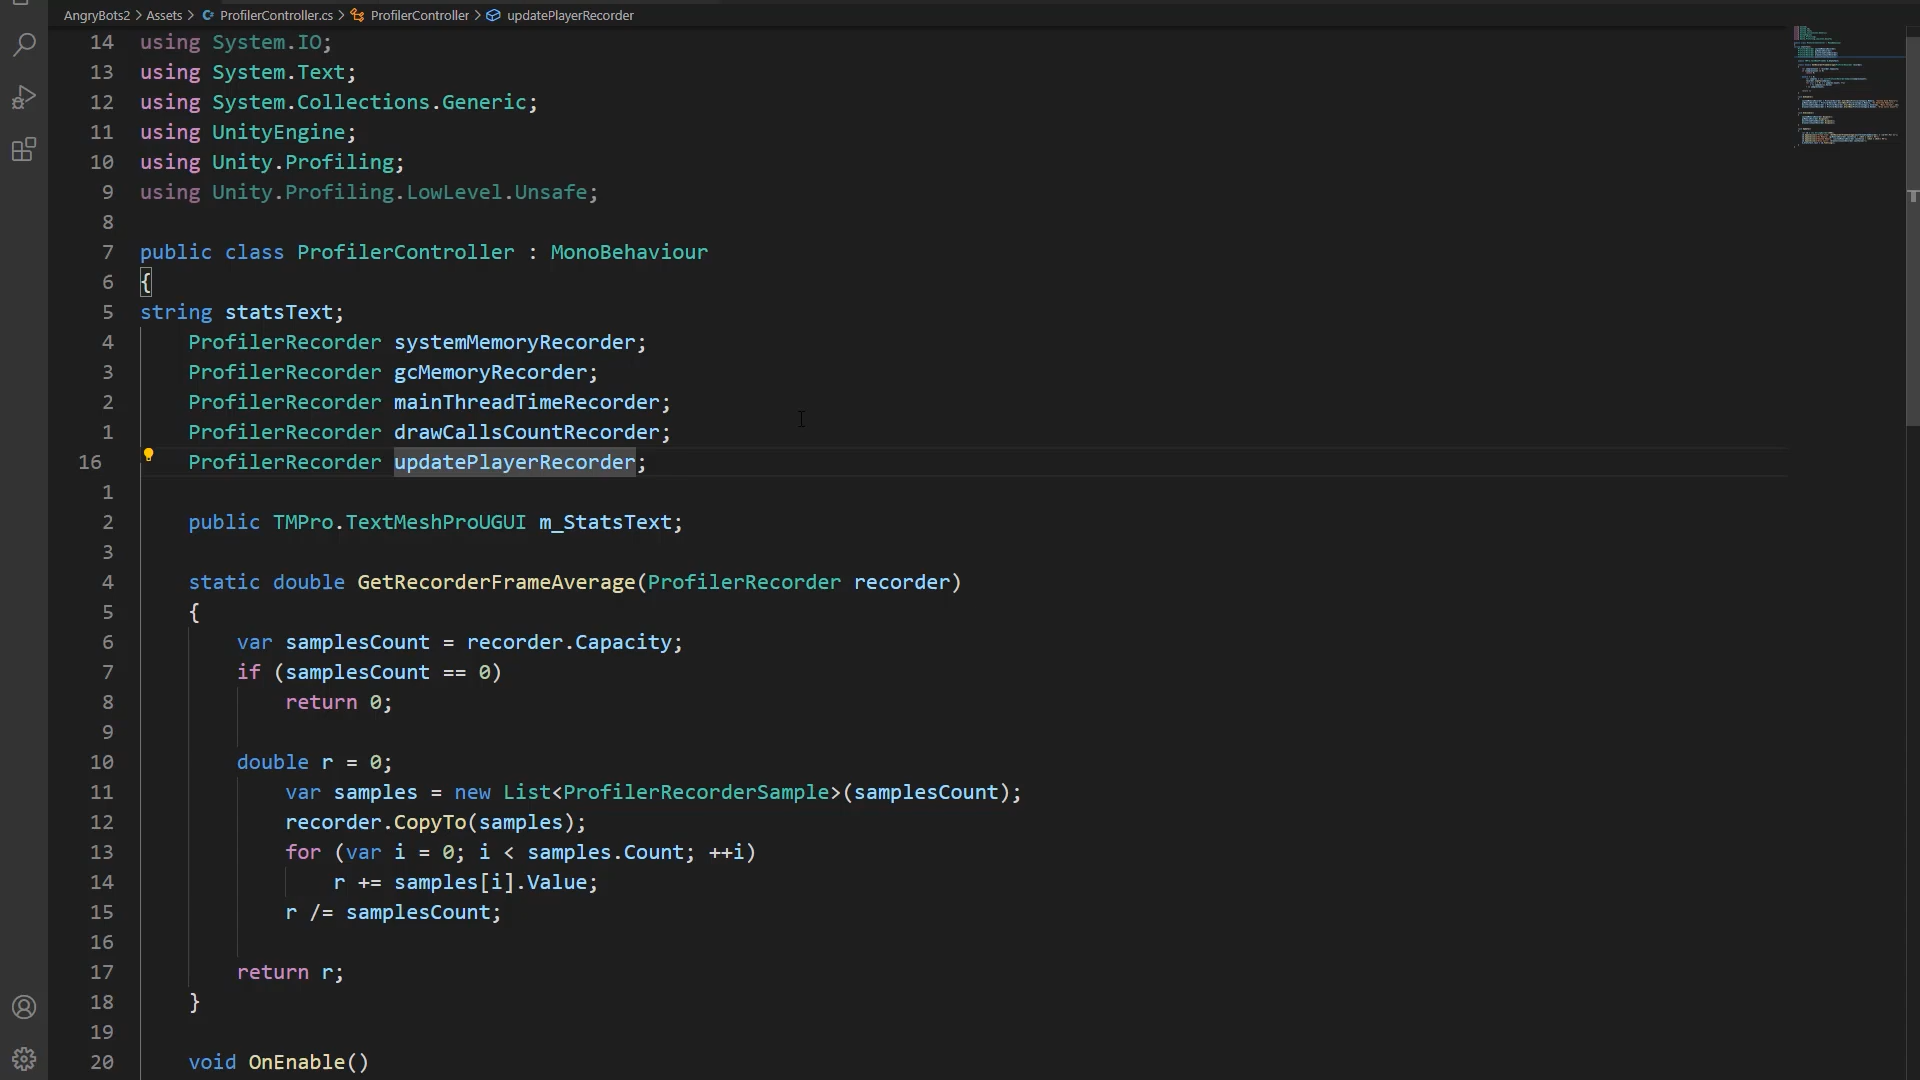 AngryBots2 > Assets > ProfilerController.cs > ProfilerController > updatePlayerRecorder
14 using System.IO;
13 using System.Text;
12 using System.Collections.Generic;
11 using UnityEngine;
10 using Unity.Profiling;
9 using Unity.Profiling.LowLevel.Unsafe;
8
7 public class ProfilerController : MonoBehaviour
6 {
5 string statsText;
4 ProfilerRecorder systemMemoryRecorder;
3 ProfilerRecorder gcMemoryRecorder;
2 ProfilerRecorder mainThreadTimeRecorder;
1 ProfilerRecorder drawCallsCountRecorder;
16 ProfilerRecorder updatePlayerRecorder;
1
2 public TMPro.TextMeshProUGUI m_StatsText;
3
4 static double GetRecorderFrameAverage(ProfilerRecorder recorder)
5 {
6 var samplesCount = recorder.Capacity;
7 if (samplesCount == 0)
8 return 0;
9
10 double r = 0;
11 var samples = new List<ProfilerRecorderSample>(samplesCount);
12 recorder.CopyTo(samples);
13 for (var i = 0; i < samples.Count; ++i)
14 r += samples[i].Value;
15 r /= samplesCount;
16
17 return r;
18 }
19
20 void OnEnable()